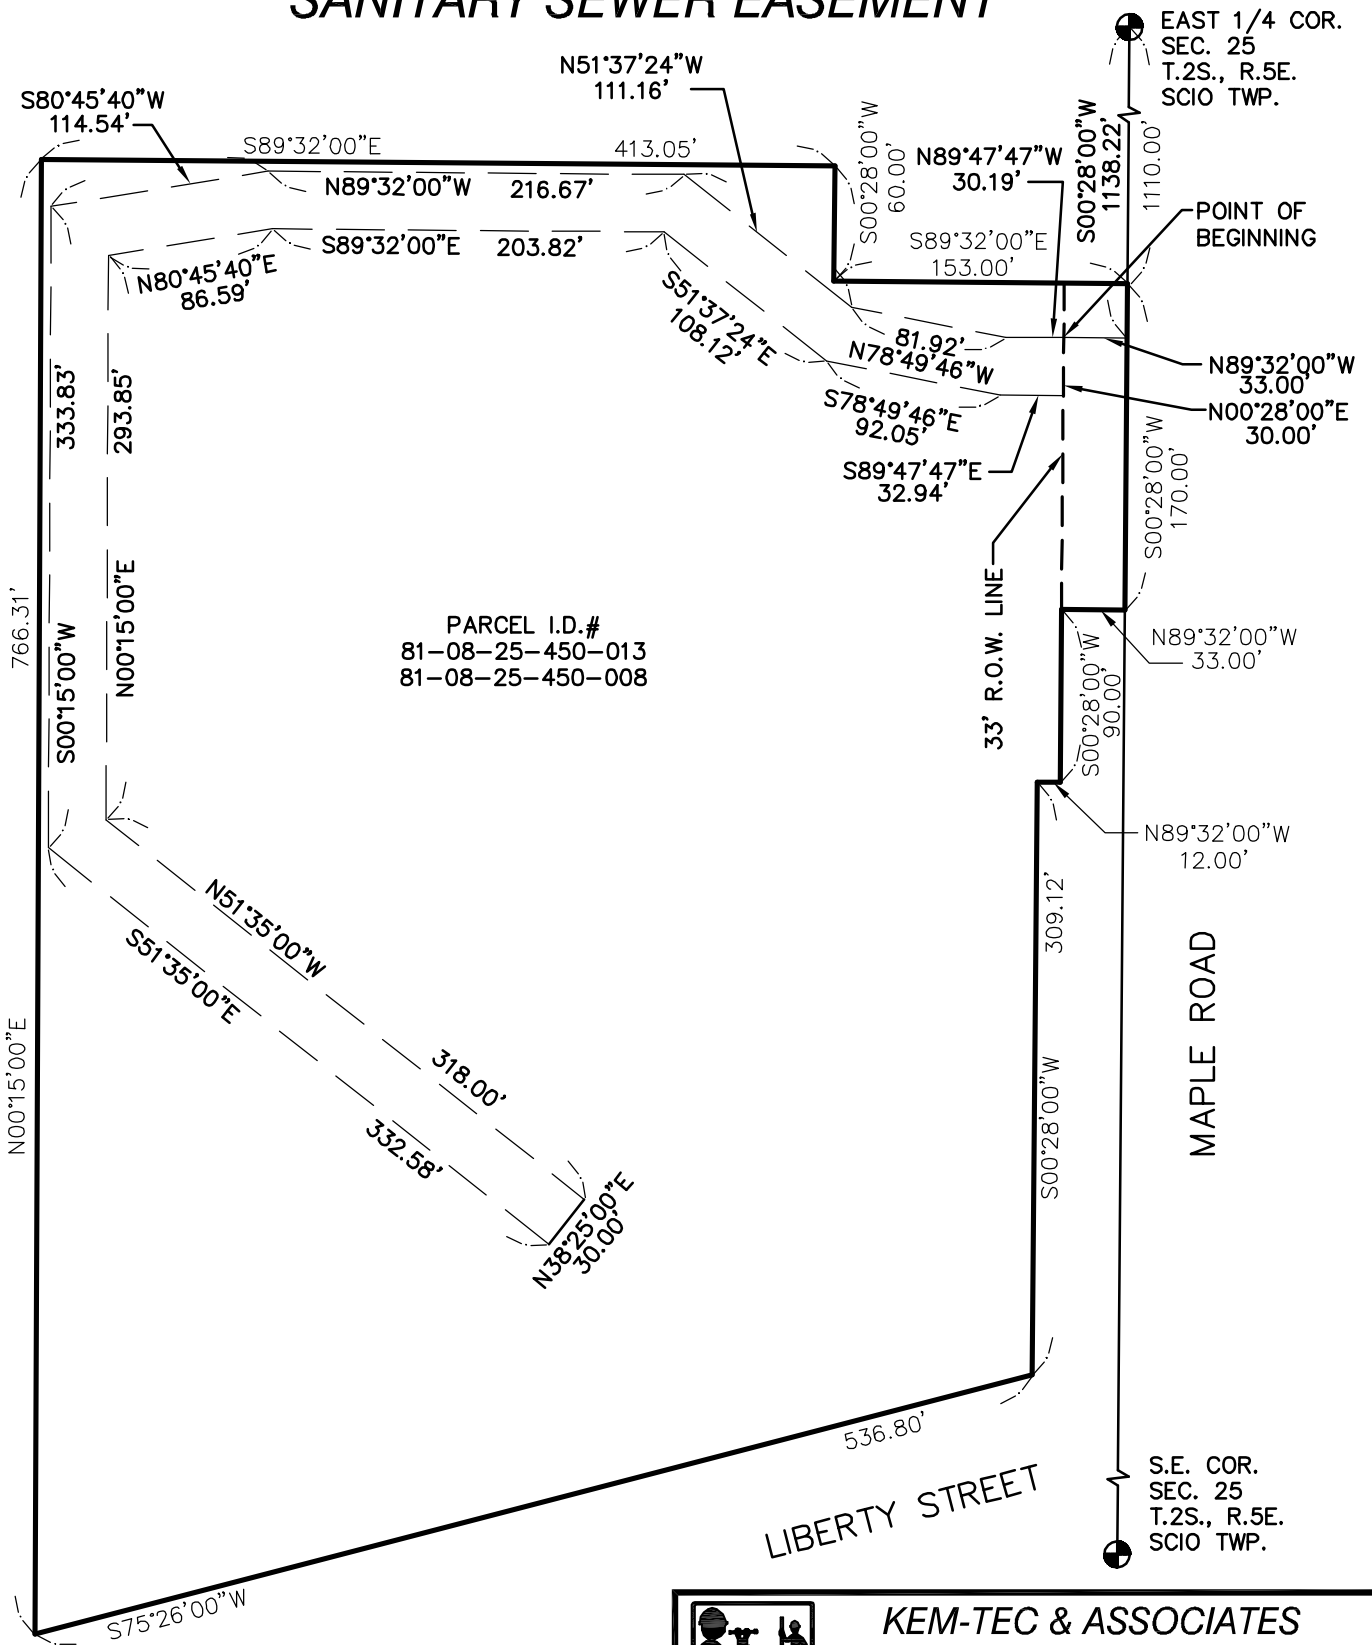 SANITARY SEWER EASEMENT
EAST 1/4 COR.
SEC. 25
T.2S., R.5E.
SCIO TWP.
N51°37'24"W
111.16'
S80°45'40"W
114.54'
S89°32'00"E
413.05'
S00°28'00"W
60.00'
N89°47'47"W
30.19'
S00°28'00"W
1138.22'
1110.00'
N89°32'00"W
216.67'
POINT OF
BEGINNING
S89°32'00"E
153.00'
S89°32'00"E
203.82'
N80°45'40"E
86.59'
S51°37'24"E
108.12'
81.92'
N78°49'46"W
N89°32'00"W
33.00'
N00°28'00"E
30.00'
S78°49'46"E
92.05'
S89°47'47"E
32.94'
333.83'
293.85'
S00°28'00"W
170.00'
766.31'
S00°15'00"W
N00°15'00"E
PARCEL I.D.#
81-08-25-450-013
81-08-25-450-008
33' R.O.W. LINE
N89°32'00"W
33.00'
S00°28'00"W
90.00'
N89°32'00"W
12.00'
309.12'
N51°35'00"W
S51°35'00"E
318.00'
332.58'
MAPLE ROAD
N00°15'00"E
S00°28'00"W
N38°25'00"E
30.00'
536.80'
LIBERTY STREET
S.E. COR.
SEC. 25
T.2S., R.5E.
SCIO TWP.
S75°26'00"W
KEM-TEC & ASSOCIATES